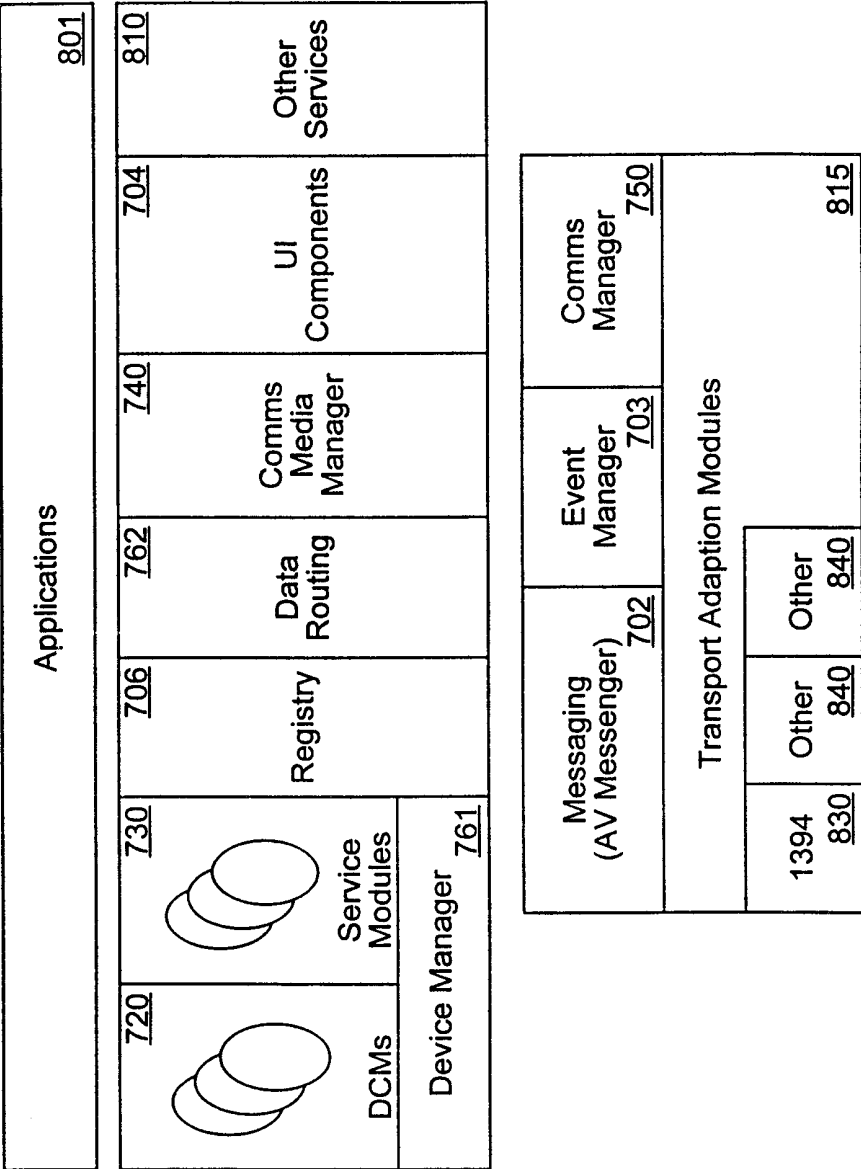 Applications
801
720
DCMs
730
Service
Modules
Device Manager
761
706
Registry
762
Data
Routing
740
Comms
Media
Manager
704
UI
Components
810
Other
Services
Messaging
(AV Messenger)
702
Event
Manager
703
Comms
Manager
750
Transport Adaption Modules
815
1394
830
Other
840
Other
840